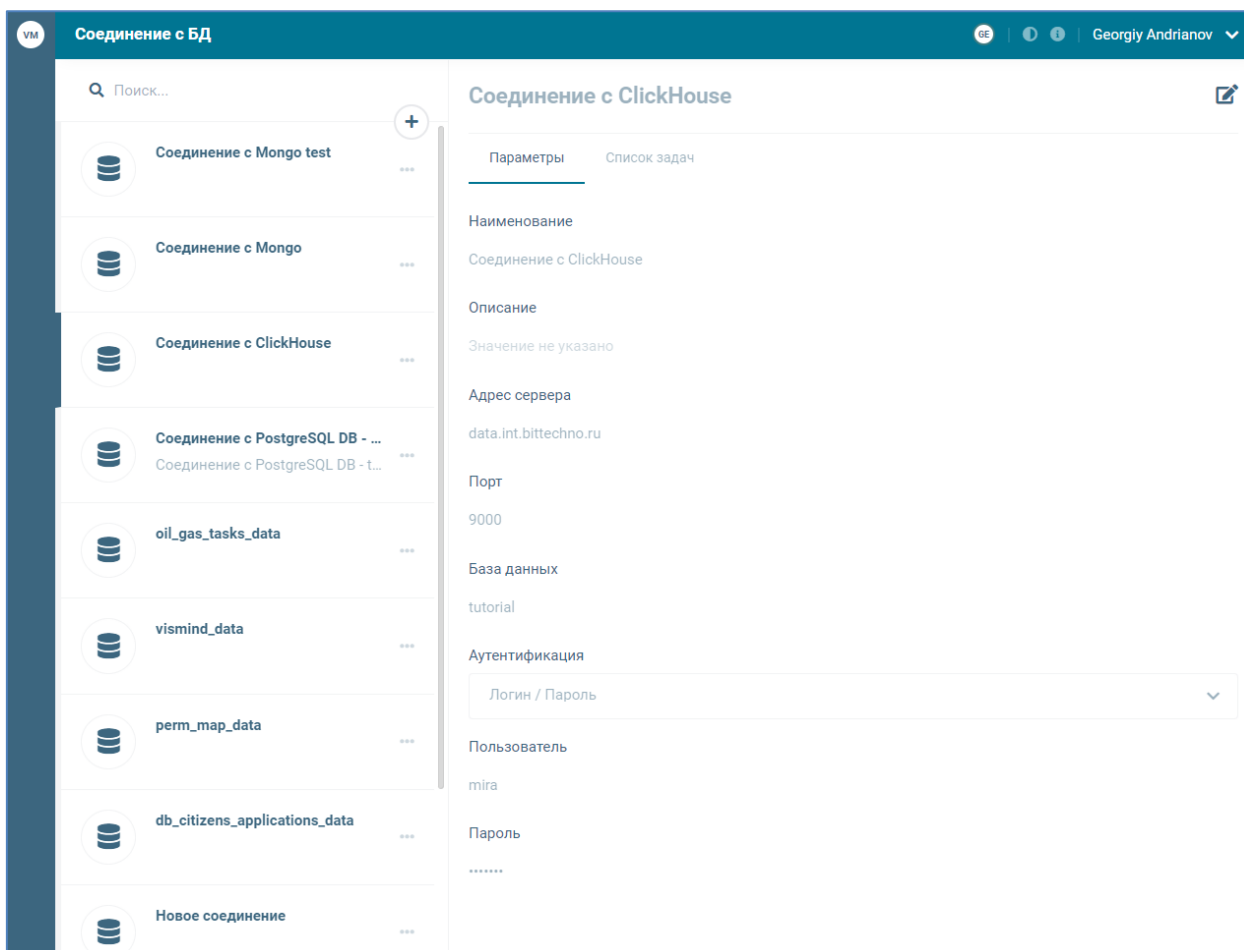 VM
Соединение с БД
GE
Georgiy Andrianov
Поиск...
Соединение с Mongo test
Соединение с Mongo
Соединение с ClickHouse
Соединение с PostgreSQL DB - ...
Соединение с PostgreSQL DB - t...
oil_gas_tasks_data
vismind_data
perm_map_data
db_citizens_applications_data
Новое соединение
Соединение с ClickHouse
Параметры Список задач
Наименование
Соединение с ClickHouse
Описание
Значение не указано
Адрес сервера
data.int.bittechno.ru
Порт
9000
База данных
tutorial
Аутентификация
Логин / Пароль
Пользователь
mira
Пароль
•••••••